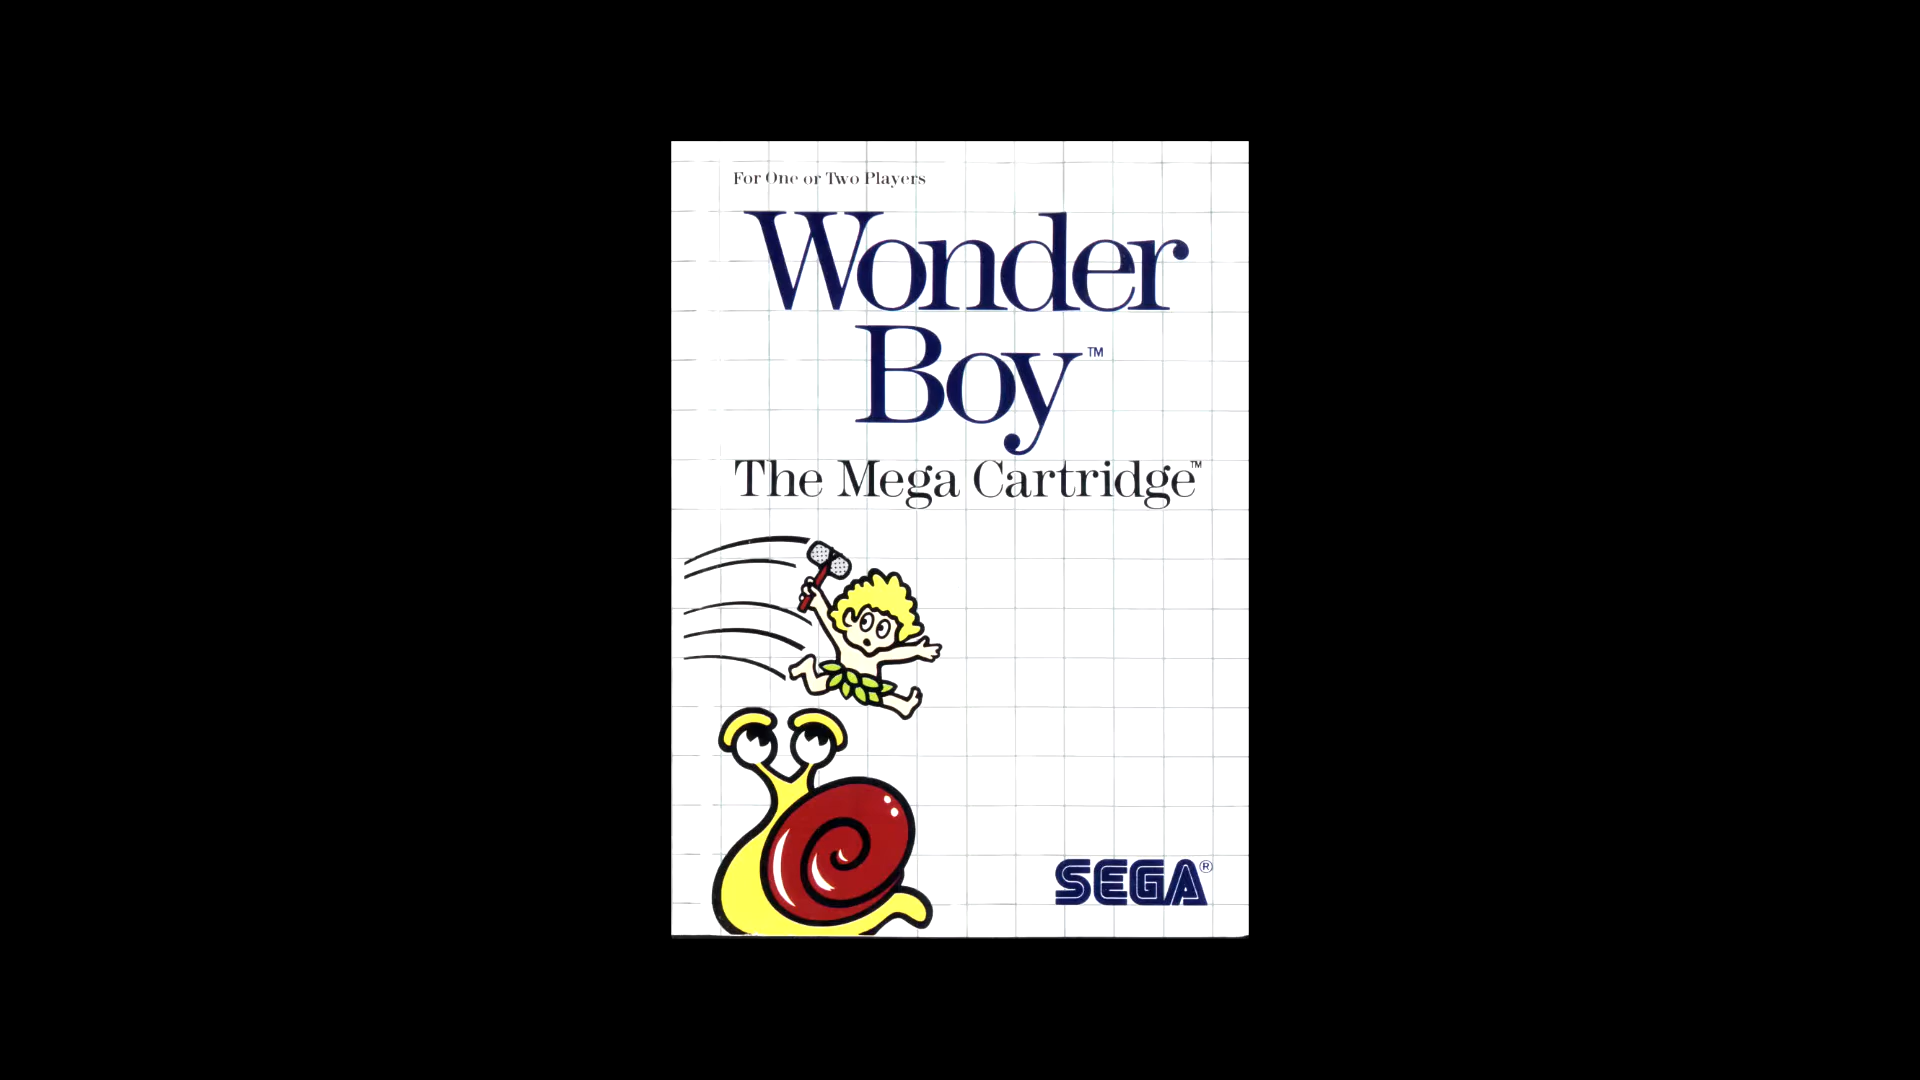 For One or Two Players
Wonder
Boy™
The Mega Cartridge™
SEGA®